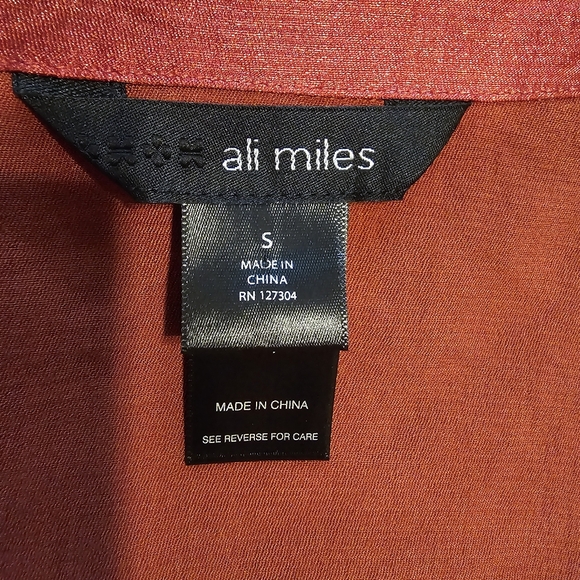 ali miles
S
MADE IN
CHINA
RN 127304
MADE IN CHINA
SEE REVERSE FOR CARE